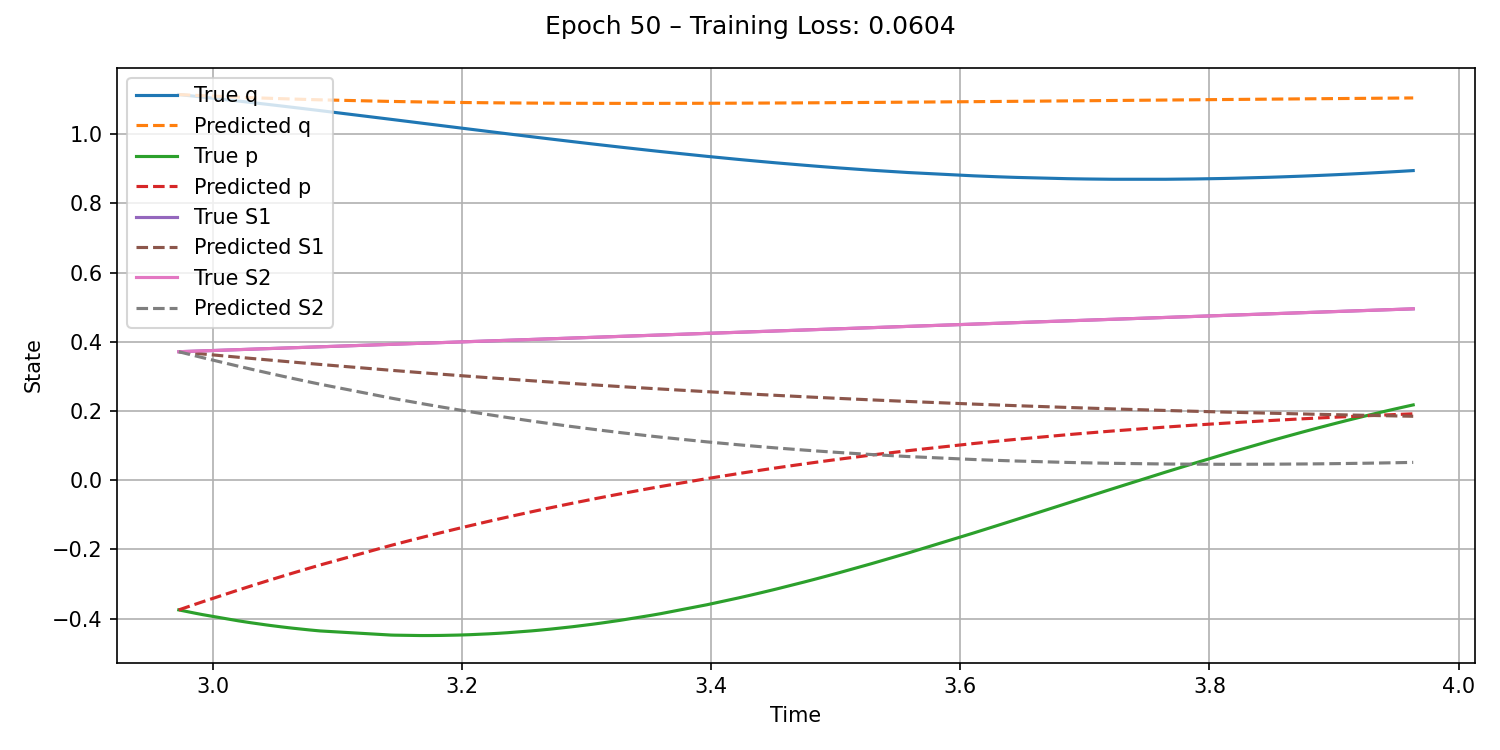 Epoch 50 – Training Loss: 0.0604
True q
Predicted q
True p
Predicted p
True S1
Predicted S1
True S2
Predicted S2
State
1.0
0.8
0.6
0.4
0.2
0.0
−0.2
−0.4
3.0 3.2 3.4 3.6 3.8 4.0
Time